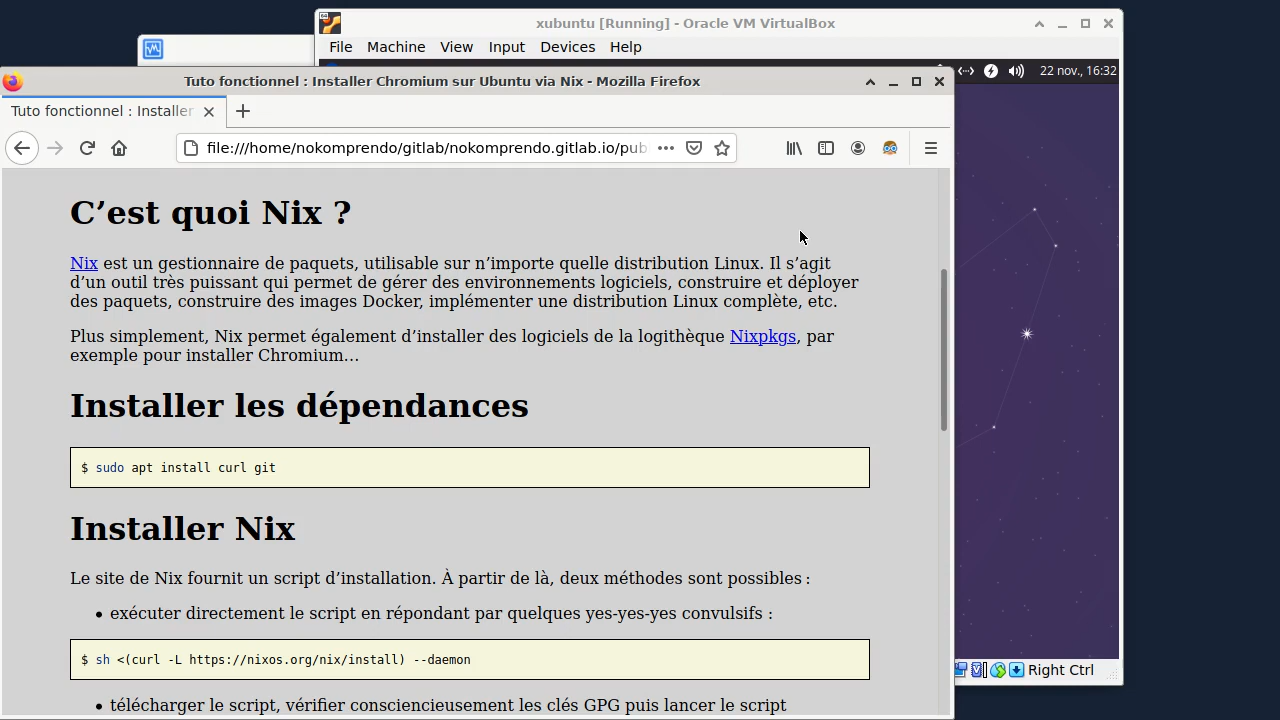 xubuntu [Running] - Oracle VM VirtualBox
File Machine View Input Devices Help
22 nov., 16:32
Tuto fonctionnel : Installer Chromium sur Ubuntu via Nix - Mozilla Firefox
Tuto fonctionnel : Installer
file:///home/nokomprendo/gitlab/nokomprendo.gitlab.io/pub
C’est quoi Nix ?
Nix est un gestionnaire de paquets, utilisable sur n’importe quelle distribution Linux. Il s’agit
d’un outil très puissant qui permet de gérer des environnements logiciels, construire et déployer
des paquets, construire des images Docker, implémenter une distribution Linux complète, etc.
Plus simplement, Nix permet également d’installer des logiciels de la logithèque Nixpkgs, par
exemple pour installer Chromium…
Installer les dépendances
$ sudo apt install curl git
Installer Nix
Le site de Nix fournit un script d’installation. À partir de là, deux méthodes sont possibles :
• exécuter directement le script en répondant par quelques yes-yes-yes convulsifs :
$ sh <(curl -L https://nixos.org/nix/install) --daemon
• télécharger le script, vérifier consciencieusement les clés GPG puis lancer le script
Right Ctrl